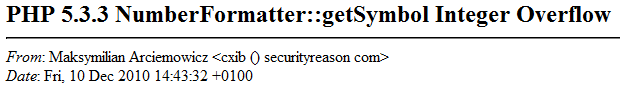 PHP 5.3.3 NumberFormatter::getSymbol Integer Overflow
From: Maksymilian Arciemowicz <cxib () securityreason com>
Date: Fri, 10 Dec 2010 14:43:32 +0100